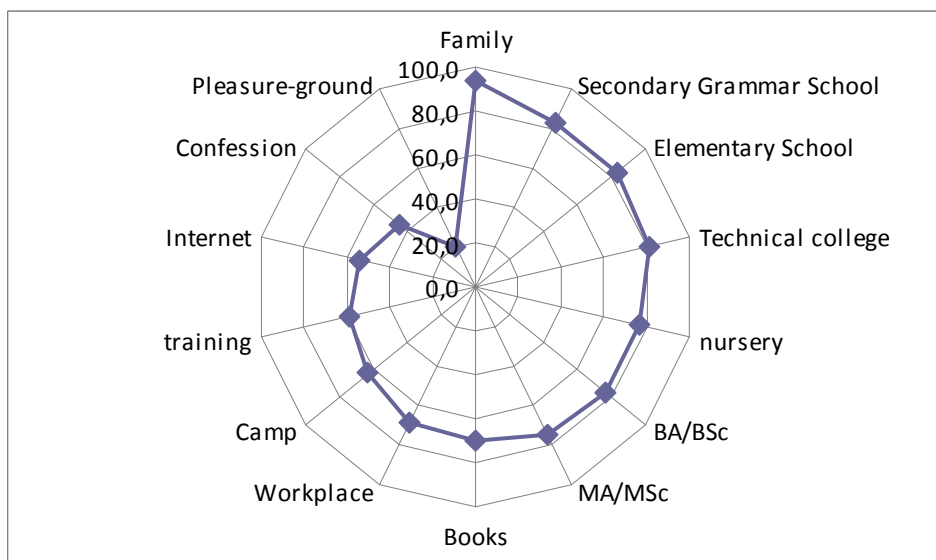 Family
Secondary Grammar School
Elementary School
Technical college
nursery
BA/BSc
MA/MSc
Books
Workplace
Camp
training
Internet
Confession
Pleasure-ground
100,0
80,0
60,0
40,0
20,0
0,0